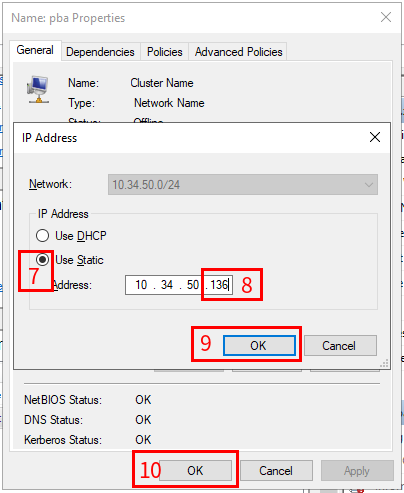 Name: pba Properties
General
Dependencies
Policies
Advanced Policies
Name: Cluster Name
Type: Network Name
Status: Offline
IP Address
Network: 10.34.50.0/24
IP Address
Use DHCP
7 Use Static
Address: 10 . 34 . 50 . 136 8
9 OK Cancel
NetBIOS Status: OK
DNS Status: OK
Kerberos Status: OK
10 OK Cancel Apply